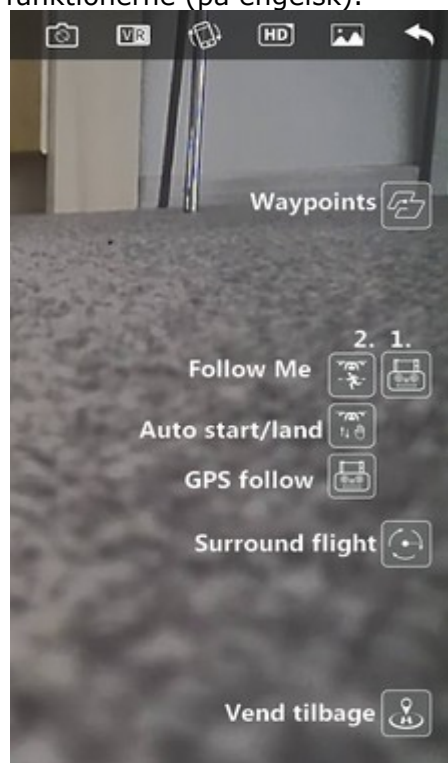 funktionerne (på engelsk):
VR
HD
Waypoints
2. 1.
Follow Me
Auto start/land
GPS follow
Surround flight
Vend tilbage